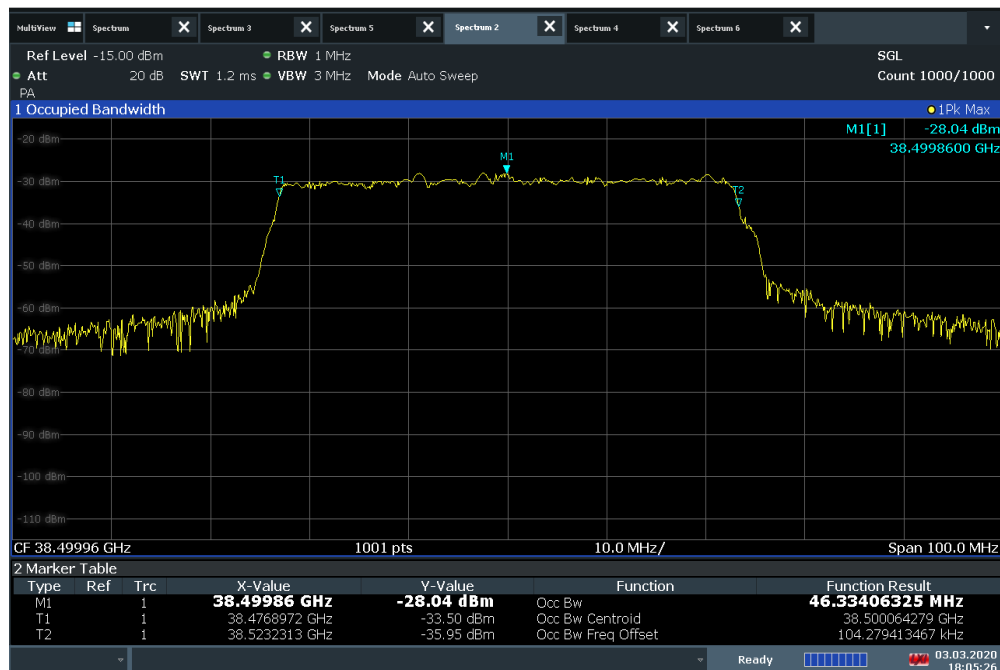 MultiView Spectrum X Spectrum 3 X Spectrum 5 X Spectrum 2 X Spectrum 4 X Spectrum 6 X
Ref Level -15.00 dBm RBW 1 MHz SGL
Att 20 dB SWT 1.2 ms VBW 3 MHz Mode Auto Sweep Count 1000/1000
PA
1 Occupied Bandwidth 1Pk Max
M1[1] -28.04 dBm
38.4998600 GHz
-20 dBm
M1
T1
-30 dBm
T2
-40 dBm
-50 dBm
-60 dBm
-70 dBm
-80 dBm
-90 dBm
-100 dBm
-110 dBm
CF 38.49996 GHz 1001 pts 10.0 MHz/ Span 100.0 MHz
2 Marker Table
Type Ref Trc X-Value Y-Value Function Function Result
M1 1 38.49986 GHz -28.04 dBm Occ Bw 46.33406325 MHz
T1 1 38.4768972 GHz -33.50 dBm Occ Bw Centroid 38.500064279 GHz
T2 1 38.5232313 GHz -35.95 dBm Occ Bw Freq Offset 104.279413467 kHz
Ready 03.03.2020
18:05:26